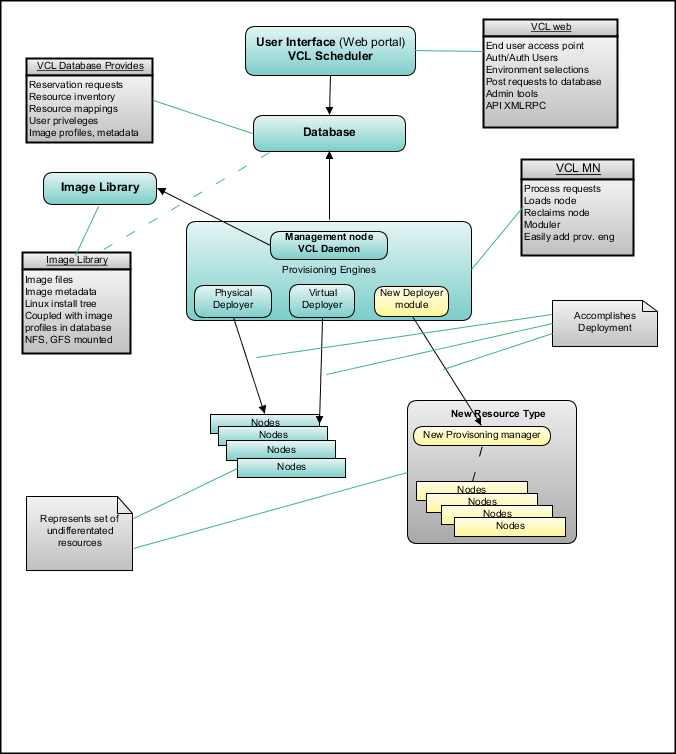 User Interface (Web portal)
VCL Scheduler
VCL web
End user access point
Auth/Auth Users
Environment selections
Post requests to database
Admin tools
API XMLRPC
VCL Database Provides
Reservation requests
Resource inventory
Resource mappings
User priveleges
Image profiles, metadata
Database
Image Library
VCL MN
Process requests
Loads node
Reclaims node
Moduler
Easily add prov. eng
Management node
VCL Daemon
Provisioning Engines
Physical
Deployer
Virtual
Deployer
New Deployer
module
Image Library
Image files
Image metadata
Linux install tree
Coupled with image
profiles in database
NFS, GFS mounted
Accomplishes
Deployment
Nodes
Nodes
Nodes
Nodes
New Resource Type
New Provisoning manager
Nodes
Nodes
Nodes
Nodes
Represents set of
undifferentated
resources